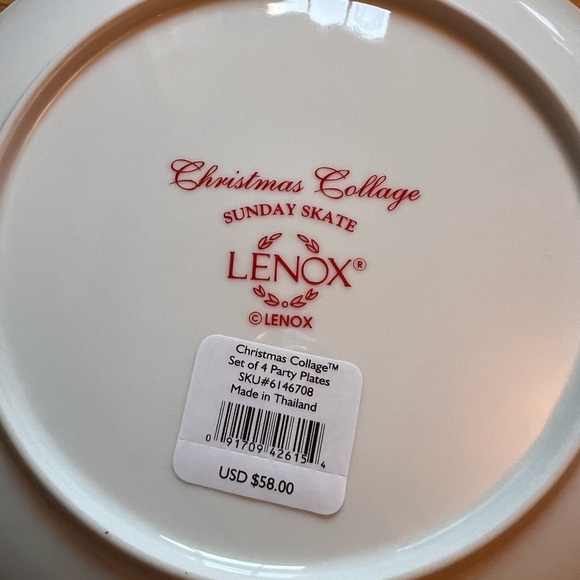 Christmas Collage
SUNDAY SKATE
LENOX®
© LENOX
Christmas Collage™
Set of 4 Party Plates
SKU#6146708
Made in Thailand
0 91709 42615 4
USD $58.00